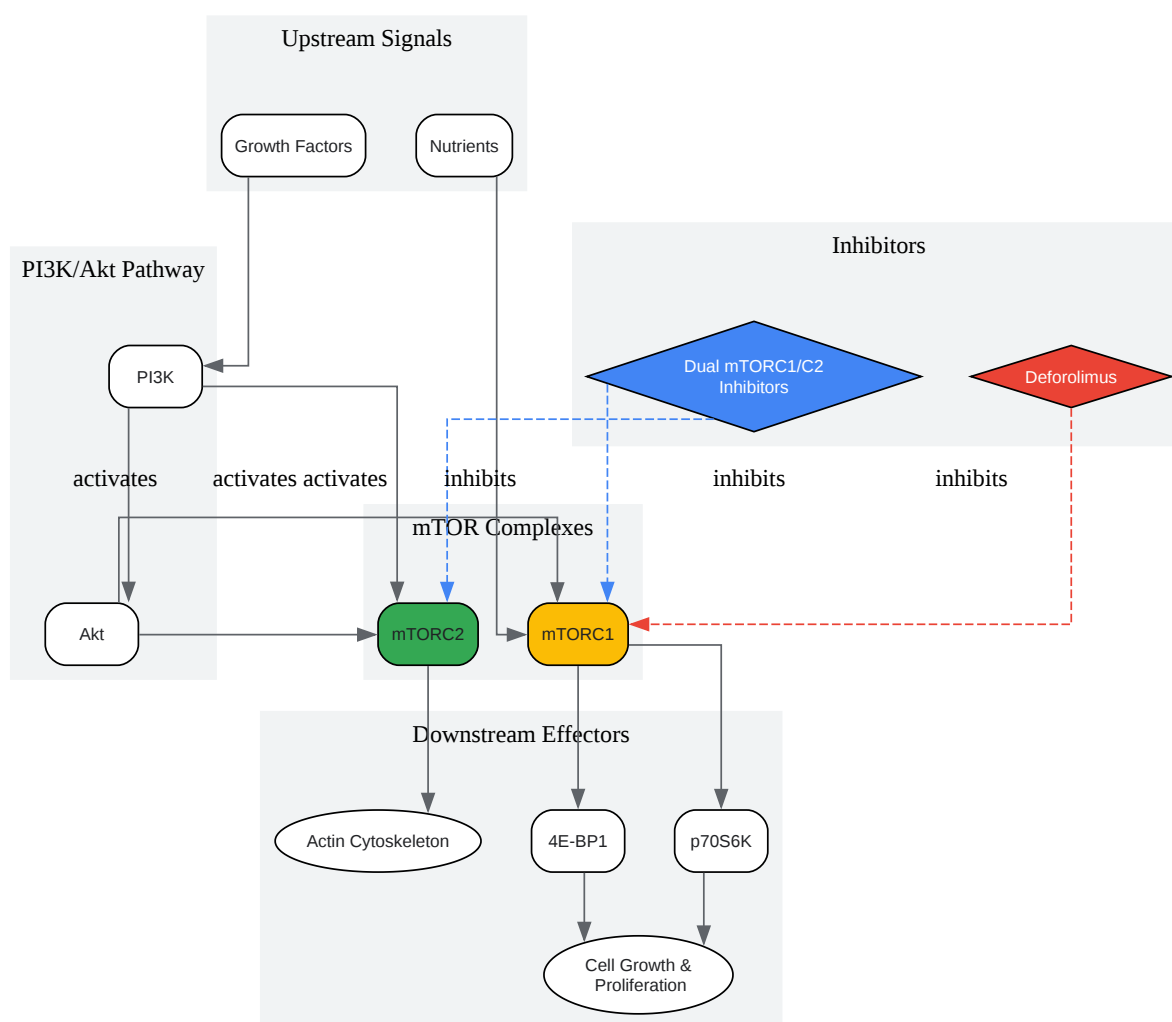 Upstream Signals
Growth Factors
Nutrients
Inhibitors
PI3K/Akt Pathway
PI3K
Dual mTORC1/C2
Inhibitors
Deforolimus
activates
activates
activates
inhibits
inhibits
inhibits
mTOR Complexes
Akt
mTORC2
mTORC1
Downstream Effectors
Actin Cytoskeleton
4E-BP1
p70S6K
Cell Growth &
Proliferation